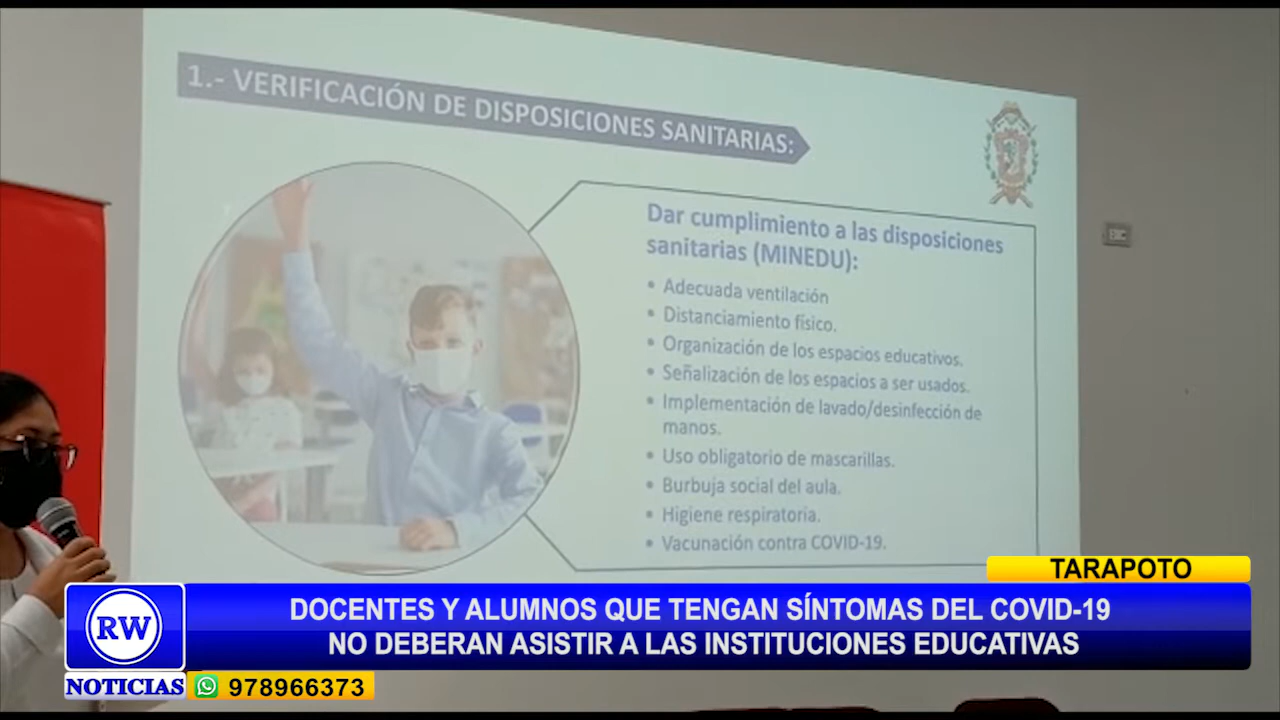 1.- VERIFICACIÓN DE DISPOSICIONES SANITARIAS:
Dar cumplimiento a las disposiciones
sanitarias (MINEDU):
• Adecuada ventilación
• Distanciamiento físico.
• Organización de los espacios educativos.
• Señalización de los espacios a ser usados.
• Implementación de lavado/desinfección de
manos.
• Uso obligatorio de mascarillas.
• Burbuja social del aula.
• Higiene respiratoria.
• Vacunación contra COVID-19.
TARAPOTO
DOCENTES Y ALUMNOS QUE TENGAN SÍNTOMAS DEL COVID-19
NO DEBERAN ASISTIR A LAS INSTITUCIONES EDUCATIVAS
RW
NOTICIAS
978966373